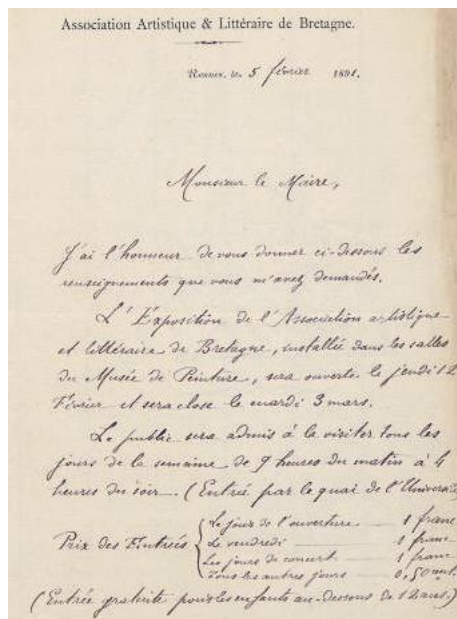 Association Artistique & Littéraire de Bretagne.
Rennes, le 5 février 1891.
Monsieur le Maire,
J'ai l'honneur de vous donner ci-dessous les
renseignements que vous m'avez demandés.
L'Exposition de l'Association artistique
et littéraire de Bretagne, installée dans les salles
du Musée de Peinture, sera ouverte le jeudi 12
Février et sera close le mardi 3 mars.
Le public sera admis à la visiter tous les
jours de la semaine de 9 heures du matin à 4
heures du soir. (Entrée par le quai de l'Université
Prix des Entrées
Le jour de l'ouverture 1 franc
Le vendredi 1 franc
Les jours de concert 1 franc
Tous les autres jours 0,50 cent.
(Entrée gratuite pour les enfants au-dessous de 12 ans.)